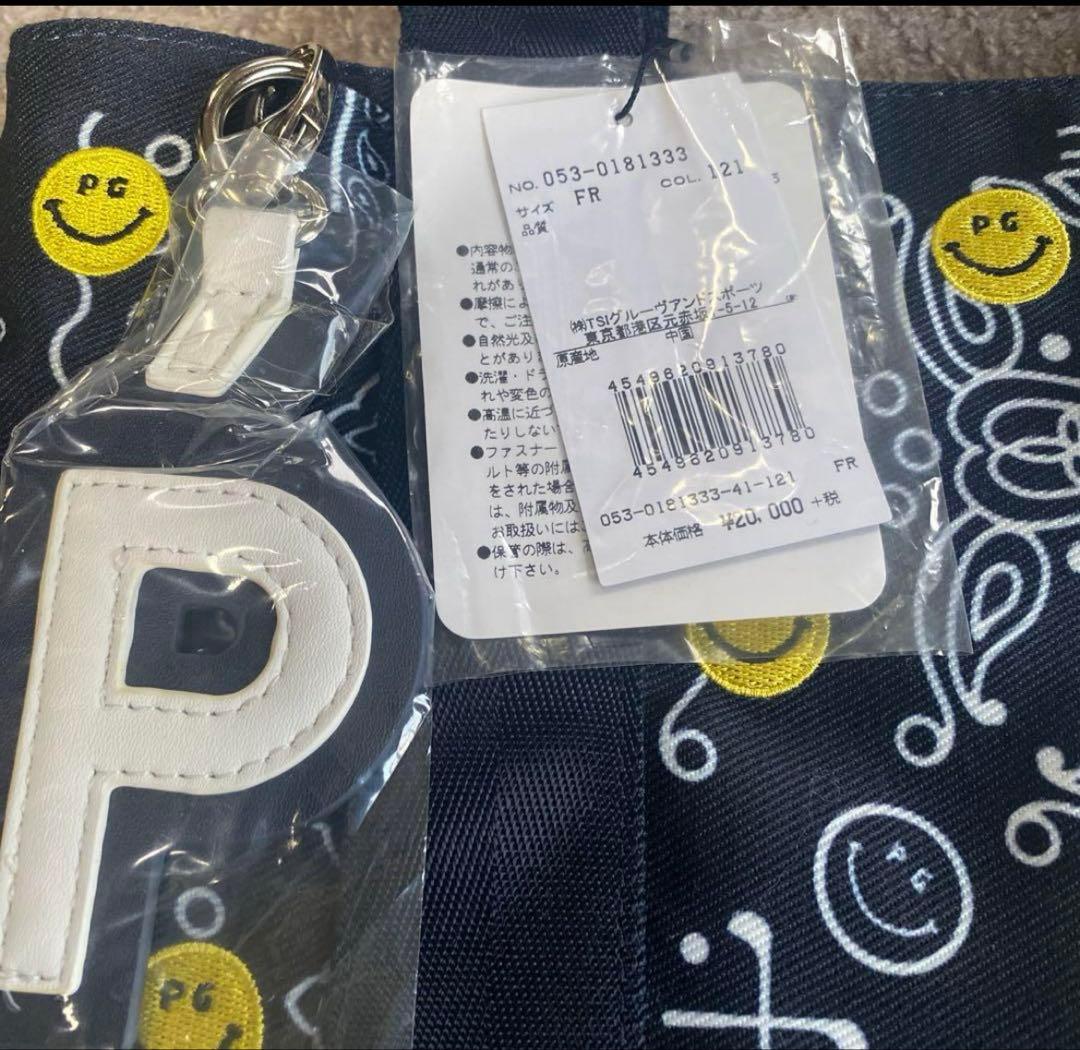 PG
PG
NO. 053-0181333
COL. 121
サイズ FR
品質
㈱TSIグルーヴアンドスポーツ
東京都港区元赤坂
-5-12
原産地 中国
4549820913780
4549820913780
FR
053-0181333-41-121
本体価格 ¥20,000 +税
●内容物
通常の
れがあ
●摩擦によ
で、ご注
●自然光及
とがあり
●洗濯・ド
れや変色の
●高温に近づ
たりしない
●ファスナー
ルト等の附属
をされた場合
は、附属物及
お取扱いには
●保管の際は、
け下さい。
P
PG
PG